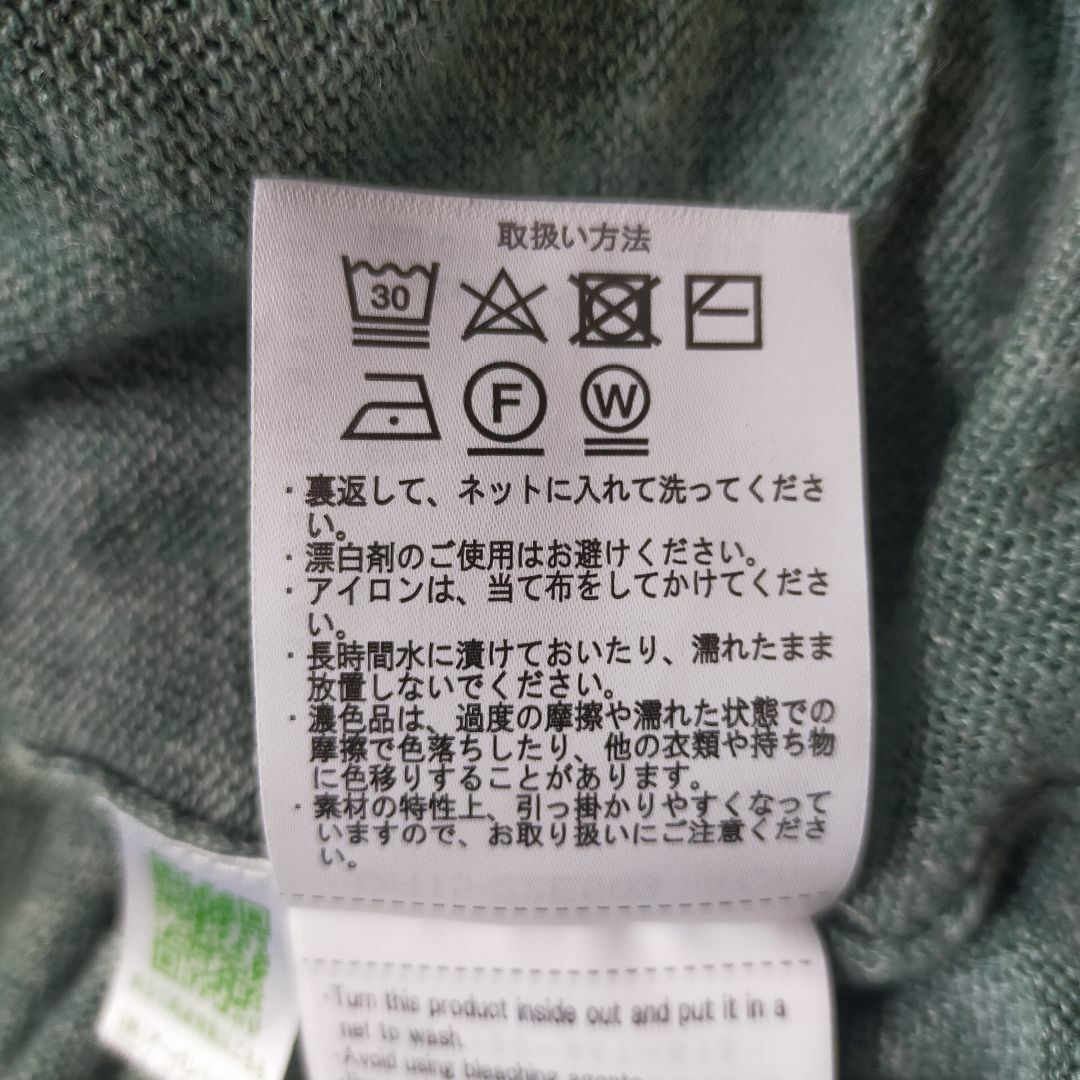 取扱い方法
30
F W
・裏返して、ネットに入れて洗ってくださ
い。
・漂白剤のご使用はお避けください。
・アイロンは、当て布をしてかけてくださ
い。
・長時間水に漬けておいたり、濡れたまま
放置しないでください。
・濃色品は、過度の摩擦や濡れた状態での
摩擦で色落ちしたり、他の衣類や持ち物
に色移りすることがあります。
・素材の特性上、引っ掛かりやすくなって
いますので、お取り扱いにご注意くださ
い。
・Turn this product inside out and put it in a
net to wash.
・Avoid using bleaching agents.